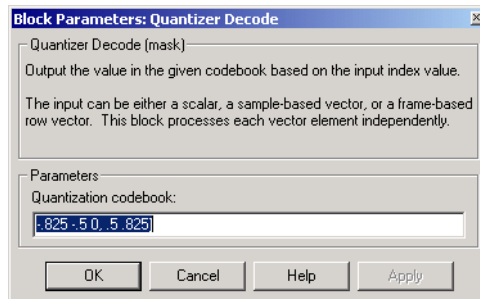 Block Parameters: Quantizer Decode
Quantizer Decode (mask)
Output the value in the given codebook based on the input index value.
The input can be either a scalar, a sample-based vector, or a frame-based
row vector. This block processes each vector element independently.
Parameters
Quantization codebook:
-.825 -.5 0, .5 .825]
OK Cancel Help Apply